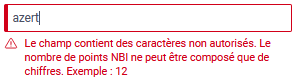 azert
Le champ contient des caractères non autorisés. Le
nombre de points NBI ne peut être composé que de
chiffres. Exemple : 12